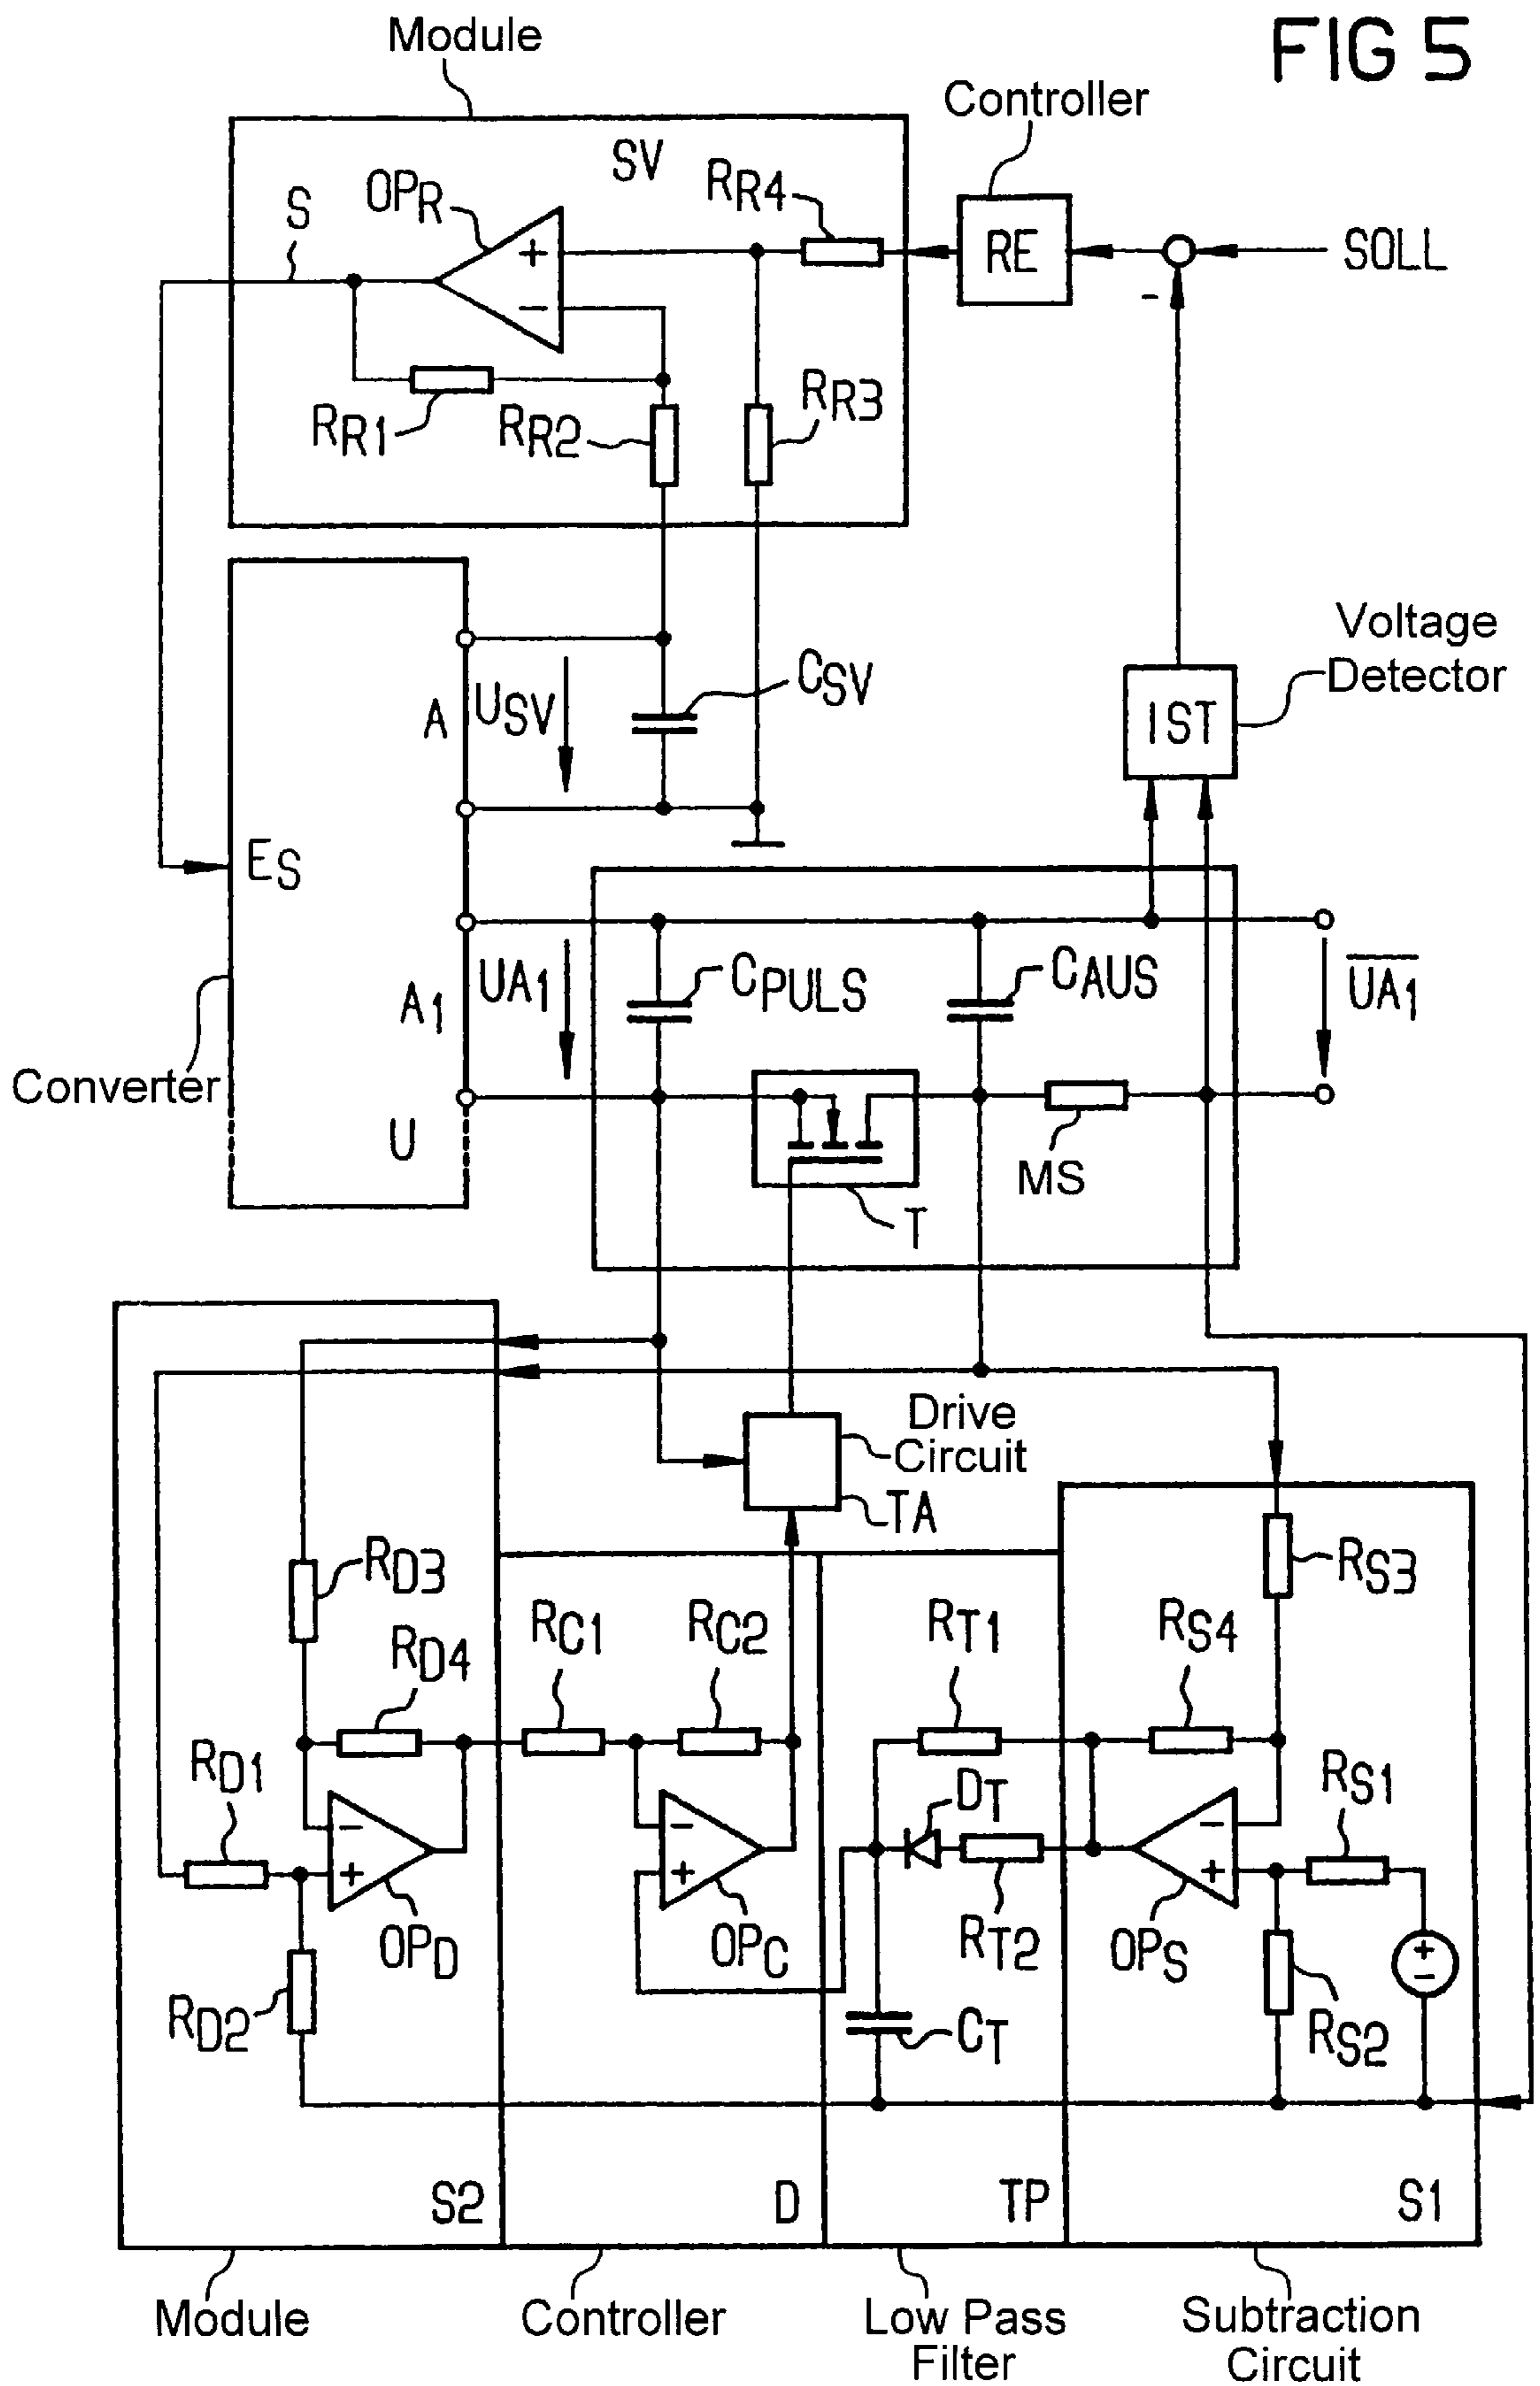 FIG 5
Module
Controller
SV
OPR
S
RR4
RE
SOLL
+
-
-
RR1
RR2
RR3
Voltage
Detector
IST
A
USV
CSV
ES
UA1
A1
CPULS
CAUS
UA1
Converter
U
MS
T
Drive
Circuit
TA
RD3
RD4
RC1
RC2
RT1
RS4
RS3
RD1
DT
RS1
-
+
-
+
-
+
OPD
OPC
RT2
OPS
+
-
RD2
CT
RS2
S2
D
TP
S1
Module
Controller
Low Pass
Filter
Subtraction
Circuit